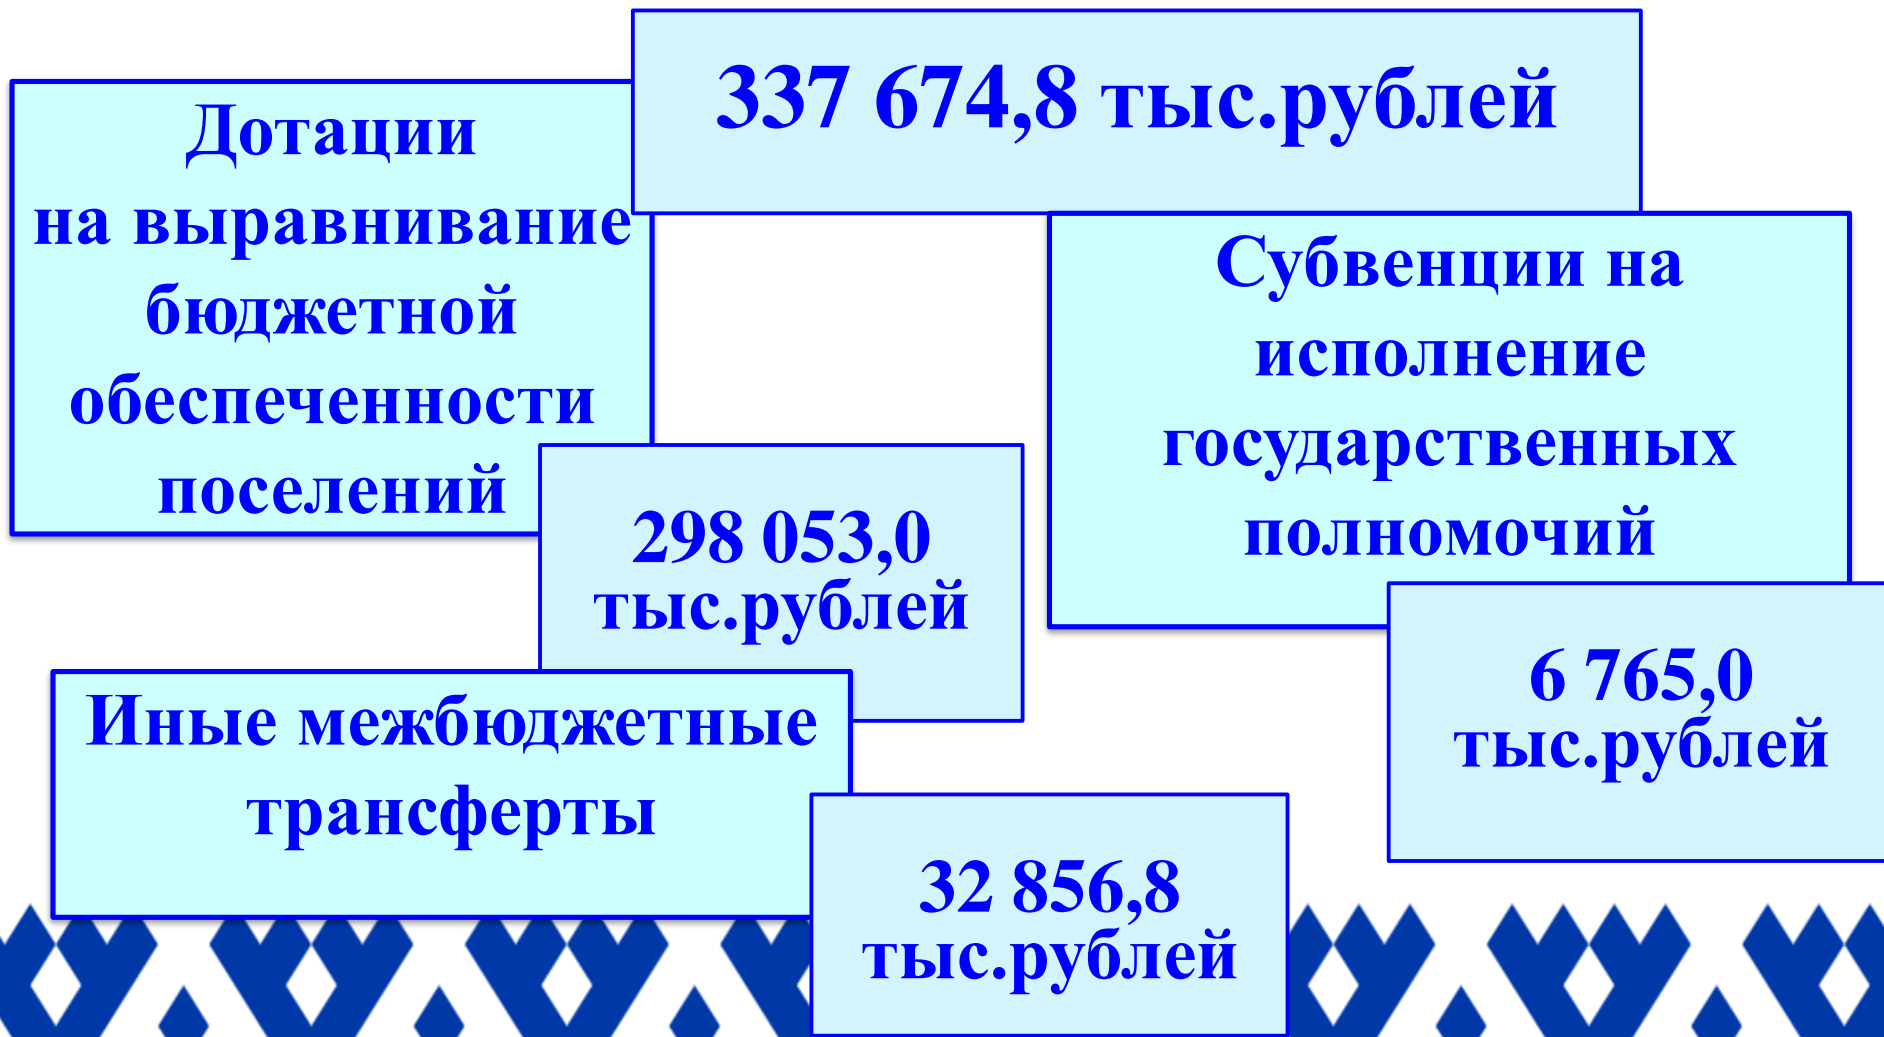 337 674,8 тыс.рублей
Дотации
на выравнивание
бюджетной
обеспеченности
поселений
298 053,0
тыс.рублей
Субвенции на
исполнение
государственных
полномочий
6 765,0
тыс.рублей
Иные межбюджетные
трансферты
32 856,8
тыс.рублей